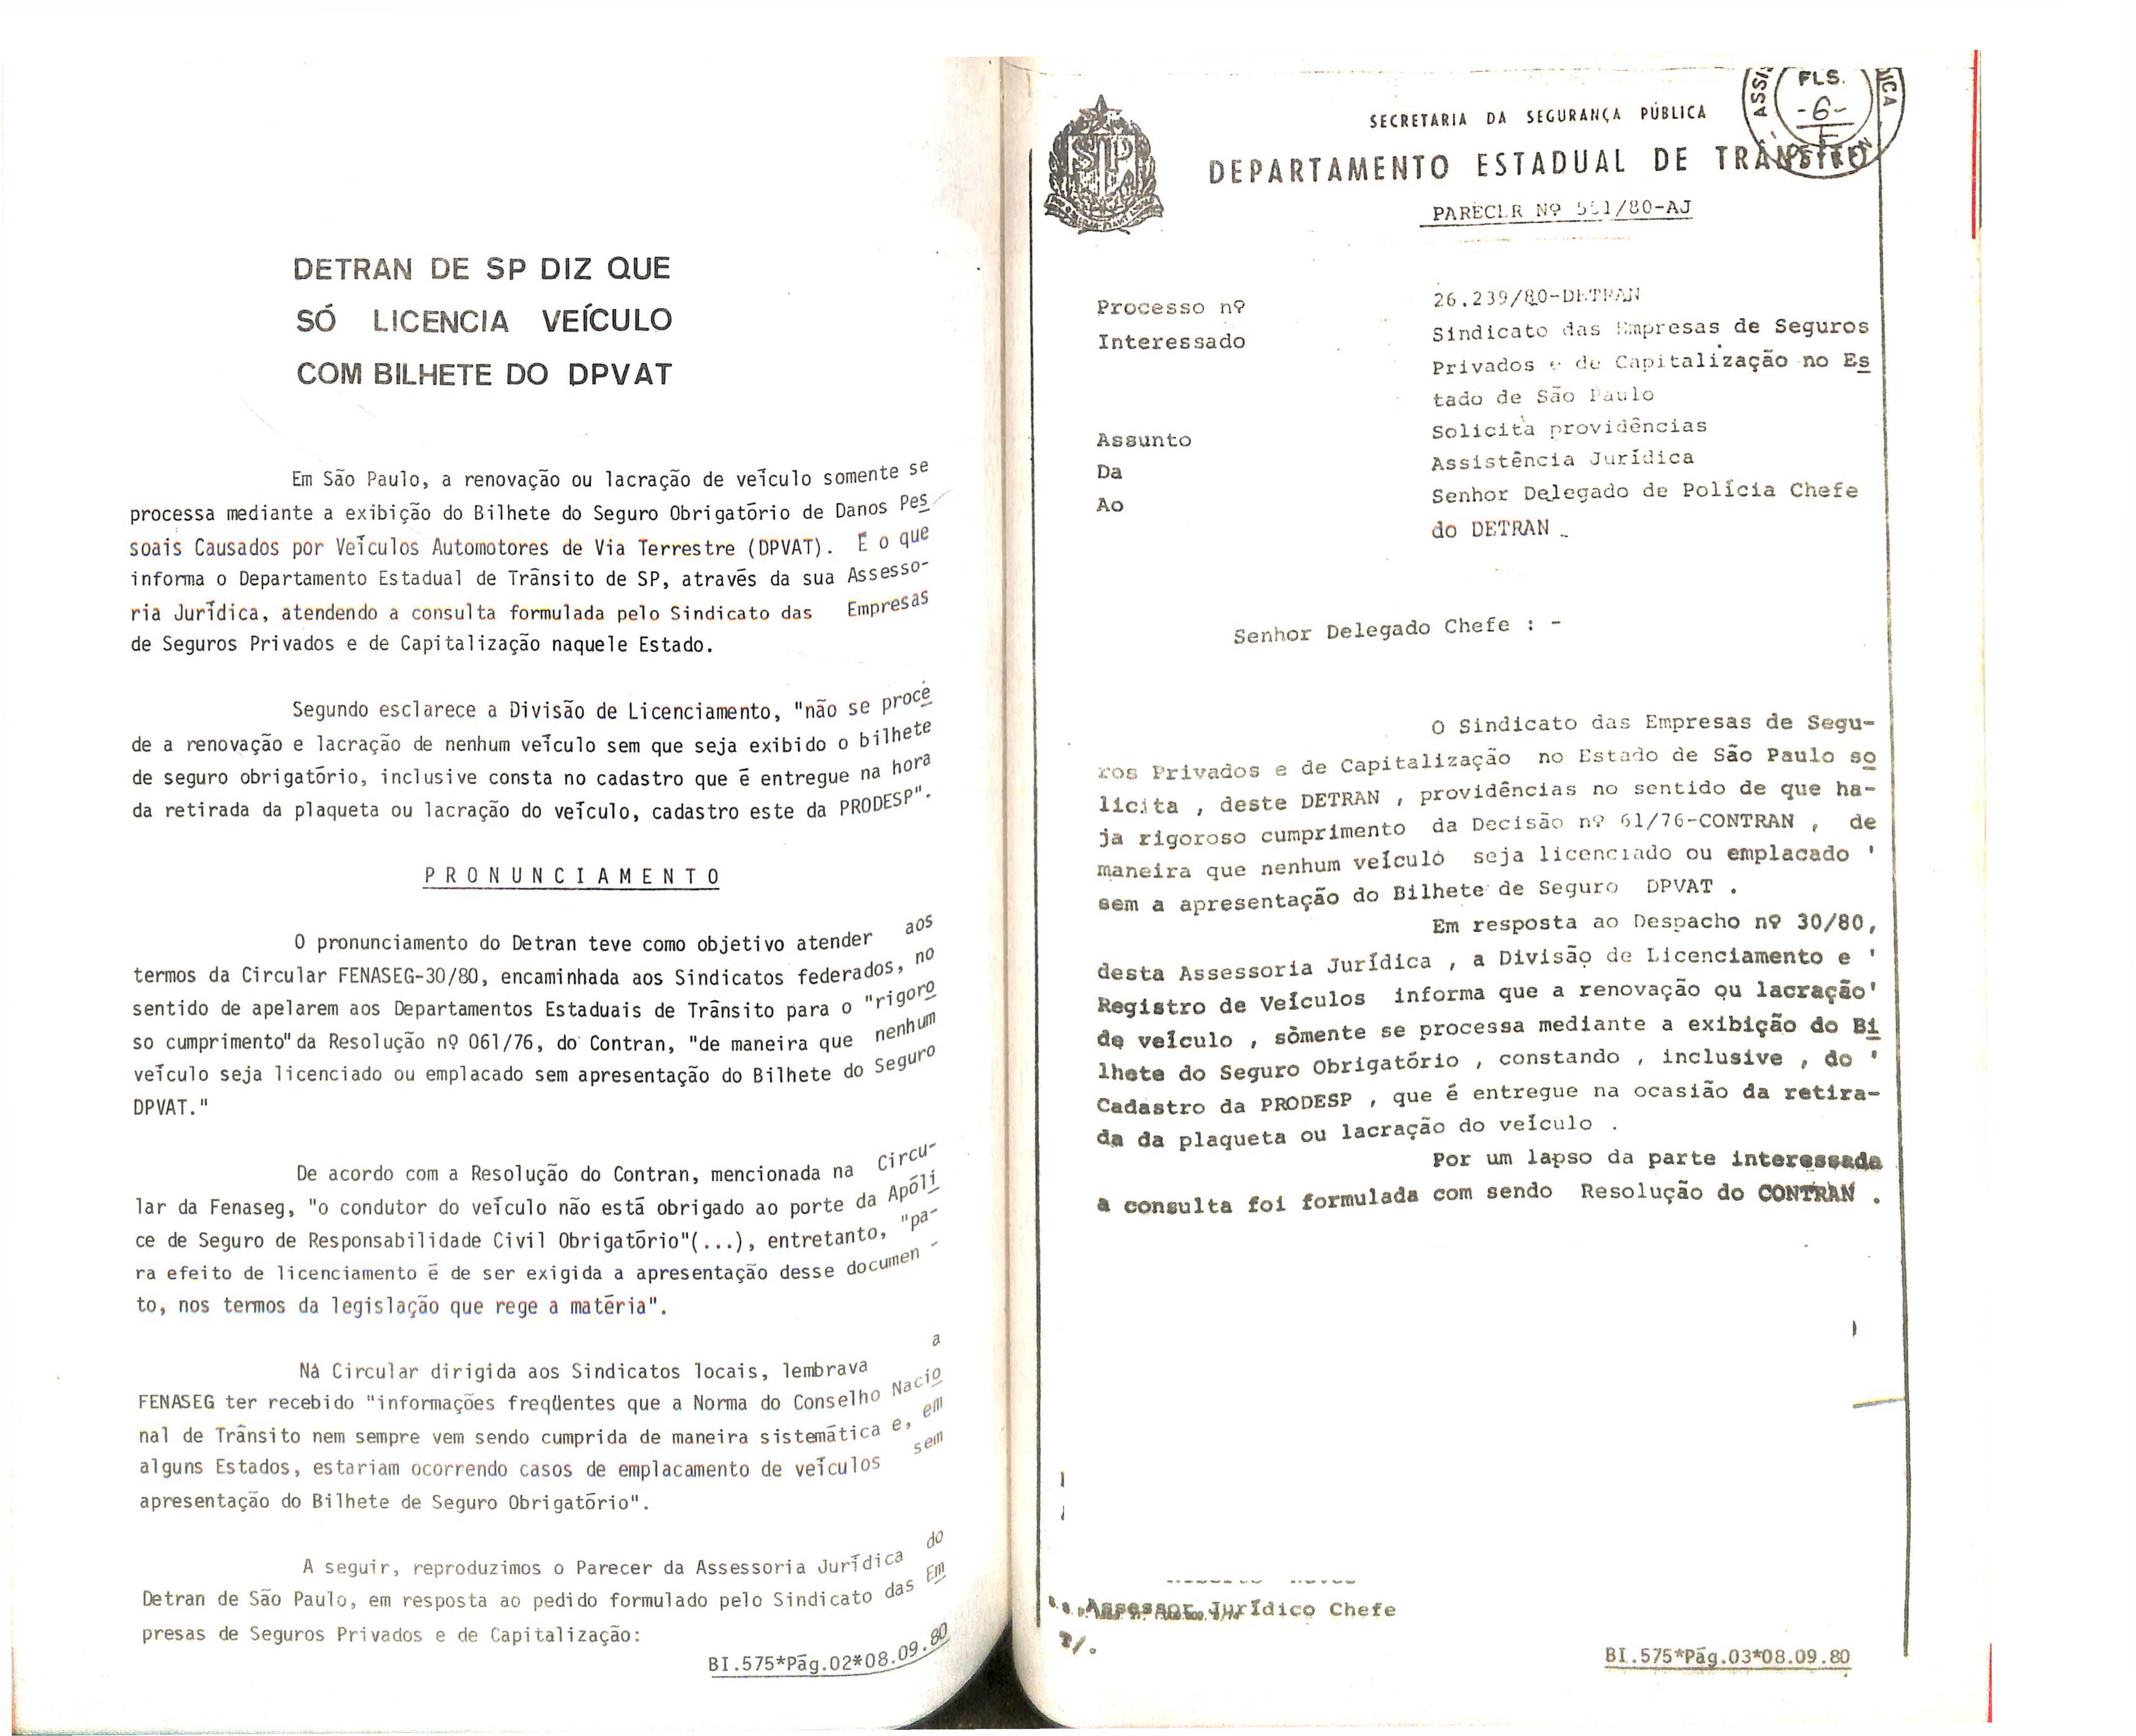 DETRAN DE SP DIZ QUE
SÓ LICENCIA VEÍCULO
COM BILHETE DO DPVAT
Em São Paulo, a renovação ou lacração de veículo somente se
processa mediante a exibição do Bilhete do Seguro Obrigatório de Danos Pes
soais Causados por Veículos Automotores de Via Terrestre (DPVAT). É o que
informa o Departamento Estadual de Trânsito de SP, através da sua Assesso-
ria Jurídica, atendendo a consulta formulada pelo Sindicato das Empresas
de Seguros Privados e de Capitalização naquele Estado.
Segundo esclarece a Divisão de Licenciamento, "não se proce
de a renovação e lacração de nenhum veículo sem que seja exibido o bilhete
de seguro obrigatório, inclusive consta no cadastro que é entregue na hora
da retirada da plaqueta ou lacração do veículo, cadastro este da PRODESP".
PRONUNCIAMENTO
O pronunciamento do Detran teve como objetivo atender aos
termos da Circular FENASEG-30/80, encaminhada aos Sindicatos federados, no
sentido de apelarem aos Departamentos Estaduais de Trânsito para o "rigoro
so cumprimento" da Resolução nº 061/76, do Contran, "de maneira que nenhum
veículo seja licenciado ou emplacado sem apresentação do Bilhete do Seguro
DPVAT."
De acordo com a Resolução do Contran, mencionada na Circu-
lar da Fenaseg, "o condutor do veículo não está obrigado ao porte da Apóli
ce de Seguro de Responsabilidade Civil Obrigatório"(...), entretanto, "pa-
ra efeito de licenciamento é de ser exigida a apresentação desse documen-
to, nos termos da legislação que rege a matéria".
Na Circular dirigida aos Sindicatos locais, lembrava a
FENASEG ter recebido "informações freqüentes que a Norma do Conselho Nacio
nal de Trânsito nem sempre vem sendo cumprida de maneira sistemática e, em
alguns Estados, estariam ocorrendo casos de emplacamento de veículos sem
apresentação do Bilhete de Seguro Obrigatório".
A seguir, reproduzimos o Parecer da Assessoria Jurídica do
Detran de São Paulo, em resposta ao pedido formulado pelo Sindicato das Em
presas de Seguros Privados e de Capitalização:
BI.575*Pág.02*08.09.80
FLS.
-6-
SECRETARIA DA SEGURANÇA PÚBLICA
DEPARTAMENTO ESTADUAL DE TRÂNSITO
PARECER Nº /80-AJ
Processo nº 26.239/80-DETRAN
Interessado Sindicato das Empresas de Seguros
Privados e de Capitalização no Es
tado de São Paulo
Assunto Solicita providências
Da Assistência Jurídica
Ao Senhor Delegado de Polícia Chefe
do DETRAN
Senhor Delegado Chefe : -
O Sindicato das Empresas de Segu-
ros Privados e de Capitalização no Estado de São Paulo so
licita , deste DETRAN , providências no sentido de que ha-
ja rigoroso cumprimento da Decisão nº 61/76-CONTRAN , de
maneira que nenhum veículo seja licenciado ou emplacado '
sem a apresentação do Bilhete de Seguro DPVAT .
Em resposta ao Despacho nº 30/80,
desta Assessoria Jurídica , a Divisão de Licenciamento e '
Registro de Veículos informa que a renovação ou lacração'
de veículo , sòmente se processa mediante a exibição do Bi
lhete do Seguro Obrigatório , constando , inclusive , do '
Cadastro da PRODESP , que é entregue na ocasião da retira-
da da plaqueta ou lacração do veículo .
Por um lapso da parte interessada
a consulta foi formulada com sendo Resolução do CONTRAN .
Assessor Jurídico Chefe
BI.575*Pág.03*08.09.80